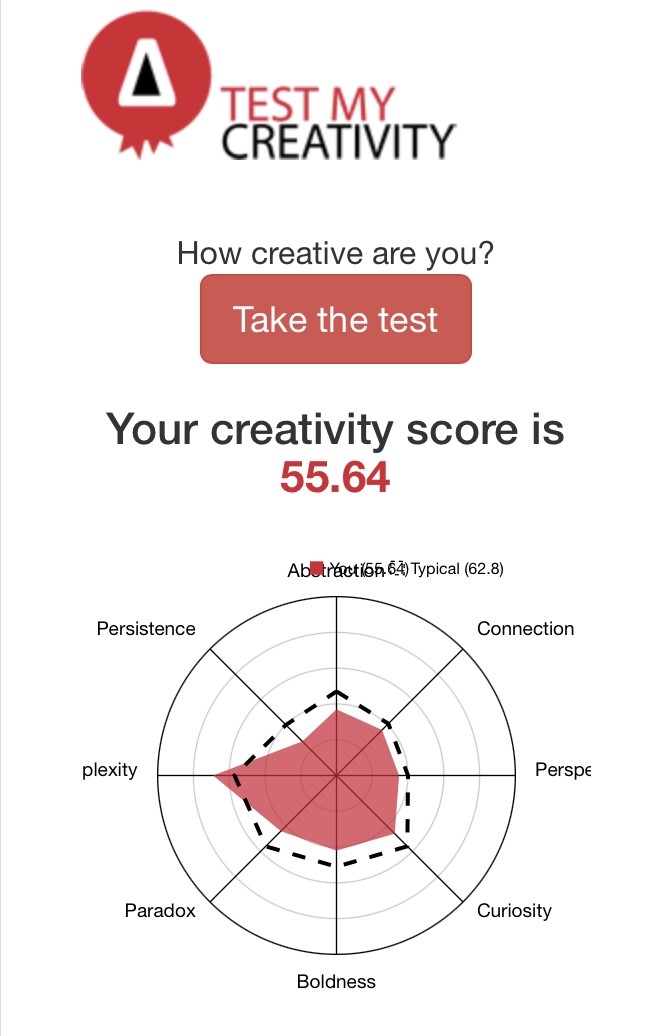 TEST MY
CREATIVITY
How creative are you?
Take the test
Your creativity score is
55.64
You (55.64) Typical (62.8)
Abstraction
Persistence
Connection
plexity
Perspe
Paradox
Curiosity
Boldness